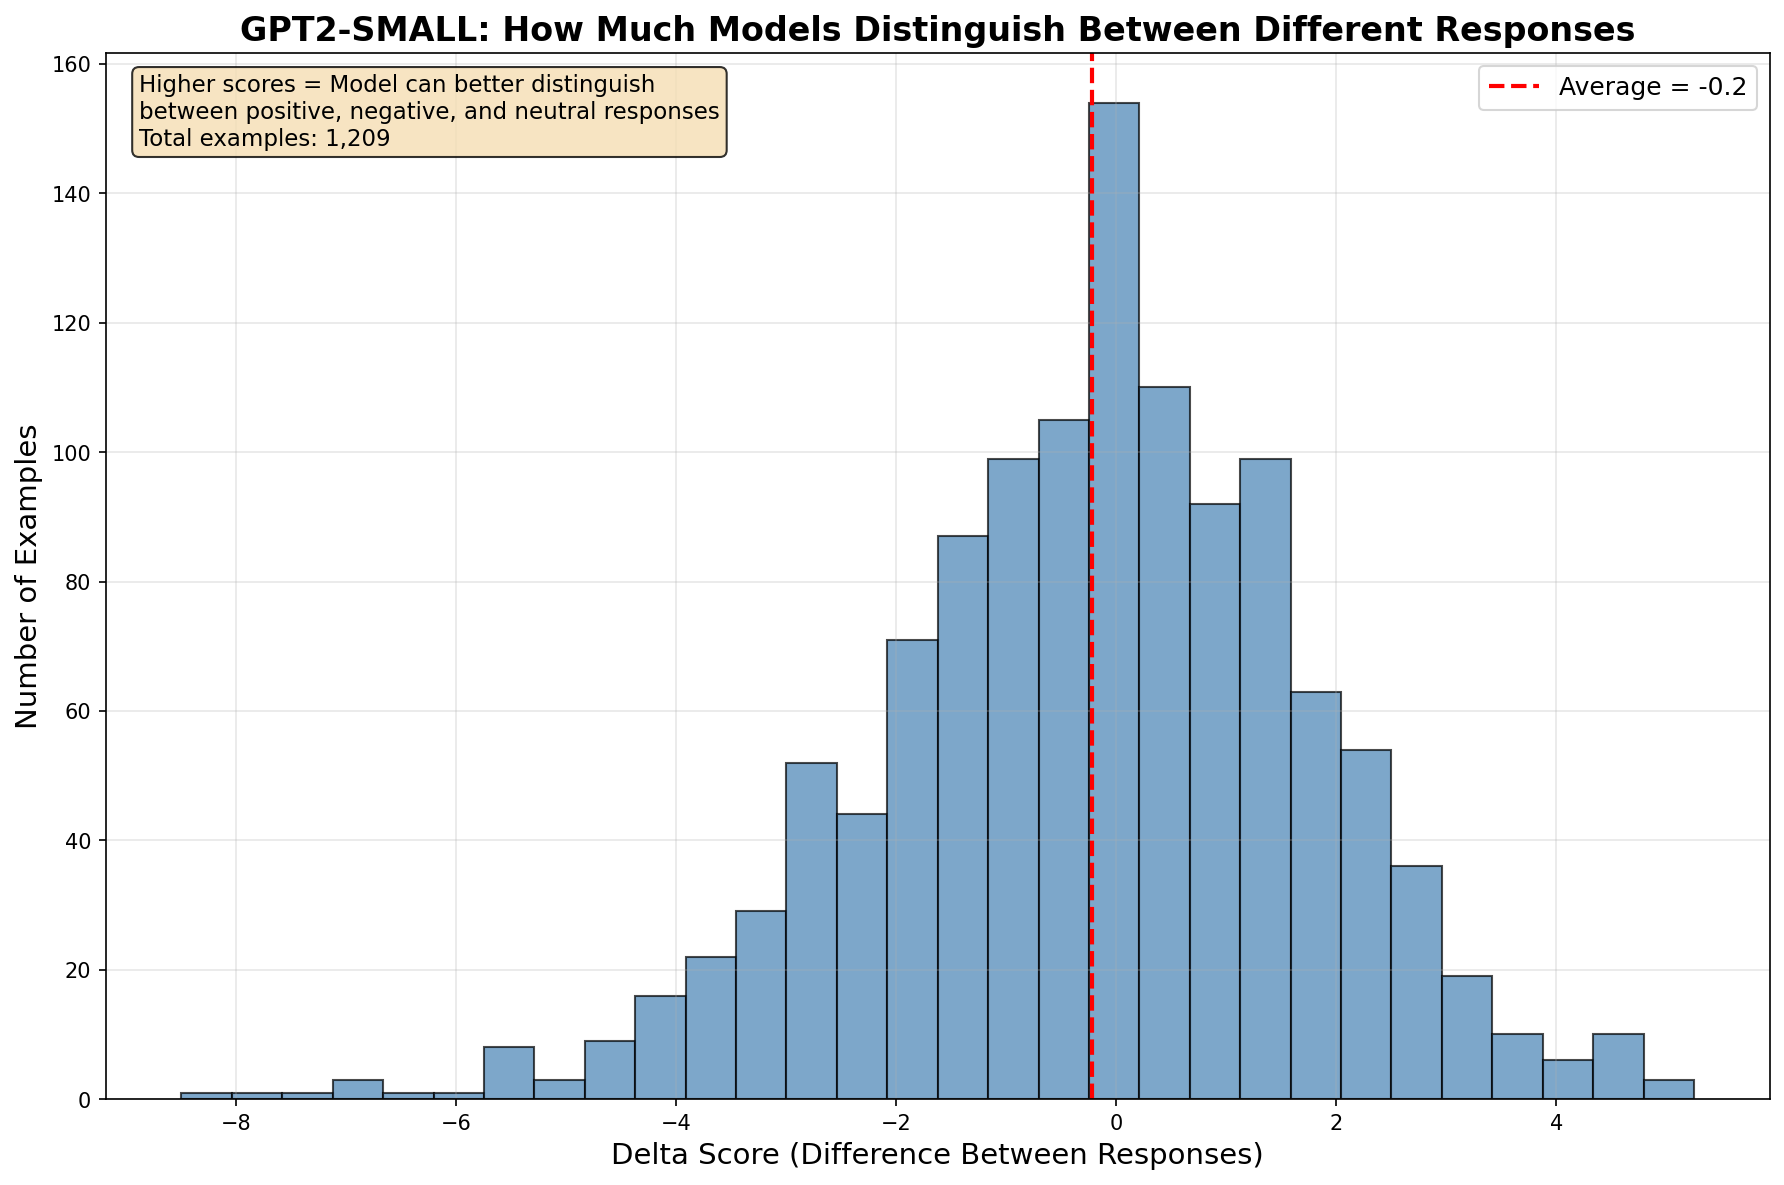 GPT2-SMALL: How Much Models Distinguish Between Different Responses
Higher scores = Model can better distinguish
between positive, negative, and neutral responses
Total examples: 1,209
Average = -0.2
160
140
120
100
80
60
40
20
0
Number of Examples
−8
−6
−4
−2
0
2
4
Delta Score (Difference Between Responses)